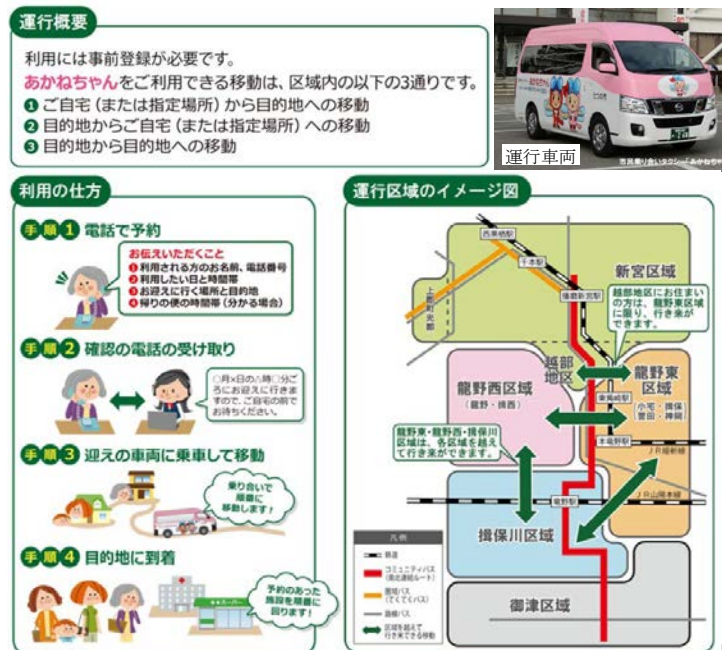 運行概要
利用には事前登録が必要です。
あかねちゃんをご利用できる移動は、区域内の以下の3通りです。
❶ ご自宅（または指定場所）から目的地への移動
❷ 目的地からご自宅（または指定場所）への移動
❸ 目的地から目的地への移動
運行車両
利用の仕方
手順1 電話で予約
お伝えいただくこと
❶利用される方のお名前、電話番号
❷利用したい日と時間帯
❸お迎えに行く場所と目的地
❹帰りの便の時間帯（分かる場合）
手順2 確認の電話の受け取り
○月×日の△時□分ご
ろにお迎えに行きま
すので、ご自宅の前で
お待ちください。
手順3 迎えの車両に乗車して移動
乗り合いで
順番に
移動します！
手順4 目的地に到着
スーパー
予約のあった
施設を順番に
回ります！
運行区域のイメージ図
西栗栖駅
千本駅
播磨新宮駅
新宮区域
越部地区にお住まい
の方は、龍野東区域
に限り、行き来が
できます。
越部
地区
龍野西区域
（龍野・揖西）
龍野東
区域
（小宅・揖保
誉田・神岡）
東觜崎駅
本竜野駅
龍野東・龍野西・揖保川
区域は、各区域を越え
て行き来ができます。
ＪＲ姫新線
ＪＲ山陽本線
竜野駅
揖保川区域
御津区域
凡例
鉄道
コミュニティバス
（南北連結ルート）
（てくてくバス）
路線バス
区域を越えて
行き来できる移動